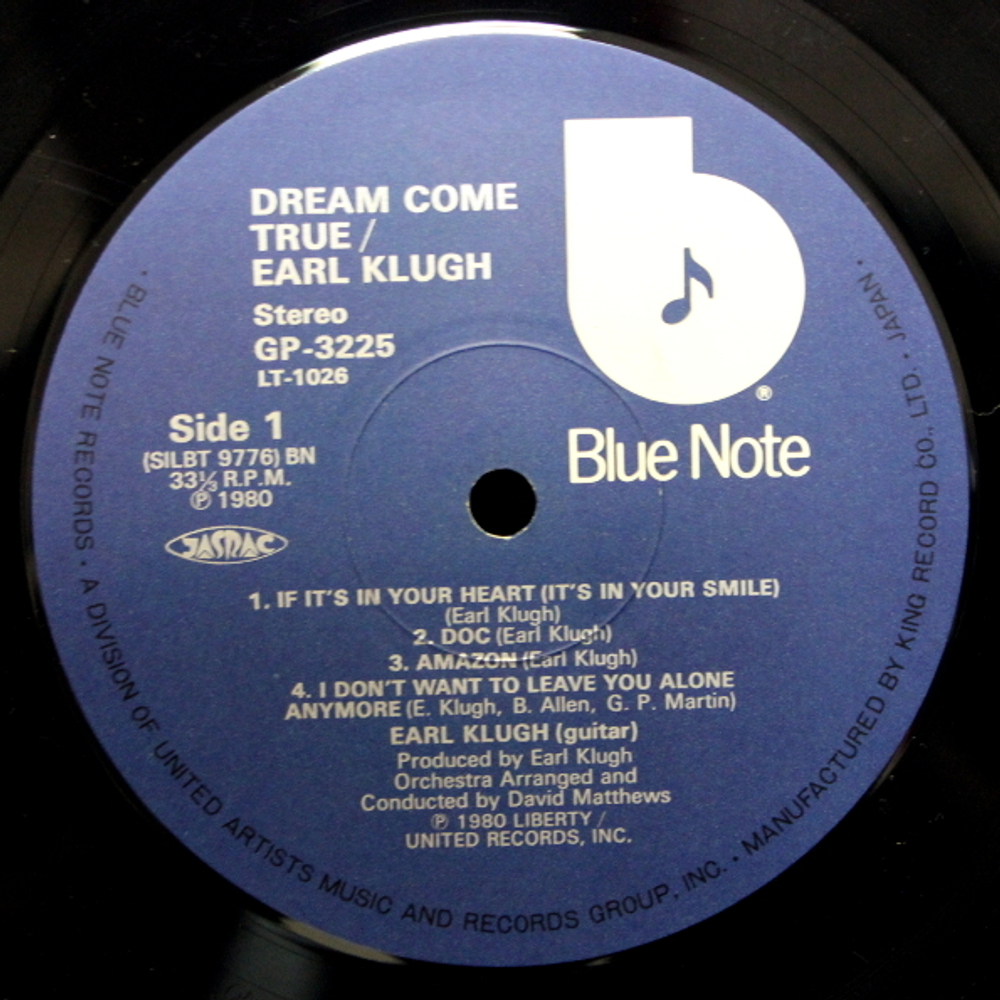 DREAM COME
TRUE /
EARL KLUGH
Stereo
GP-3225
LT-1026
Side 1
(SILBT 9776) BN
33⅓ R.P.M.
℗ 1980
JASRAC
b
®
Blue Note
1. IF IT'S IN YOUR HEART (IT'S IN YOUR SMILE)
(Earl Klugh)
2. DOC (Earl Klugh)
3. AMAZON (Earl Klugh)
4. I DON'T WANT TO LEAVE YOU ALONE
ANYMORE (E. Klugh, B. Allen, G. P. Martin)
EARL KLUGH (guitar)
Produced by Earl Klugh
Orchestra Arranged and
Conducted by David Matthews
℗ 1980 LIBERTY /
UNITED RECORDS, INC.
· BLUE NOTE RECORDS · A DIVISION OF UNITED ARTISTS MUSIC AND RECORDS GROUP, INC. · MANUFACTURED BY KING RECORD CO., LTD. · JAPAN ·